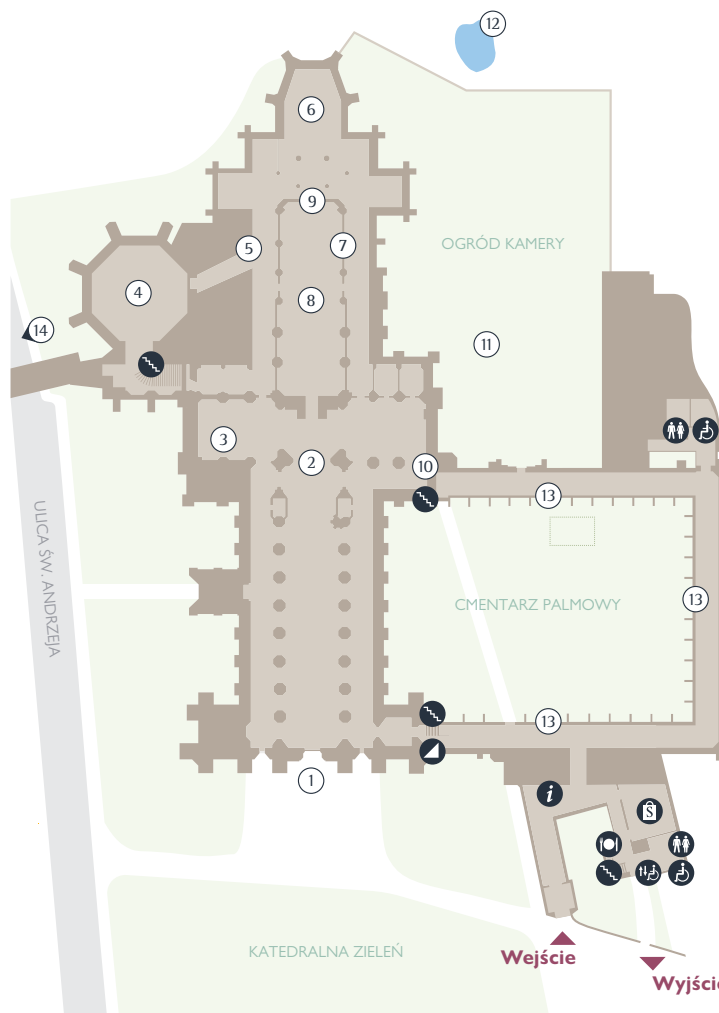 12
6
9
7
OGRÓD KAMERY
5
4
8
14
11
3
2
10
13
ULICA ŚW. ANDRZEJA
CMENTARZ PALMOWY
13
13
1
i
S
KATEDRALNA ZIELEŃ
Wejście
Wyjście